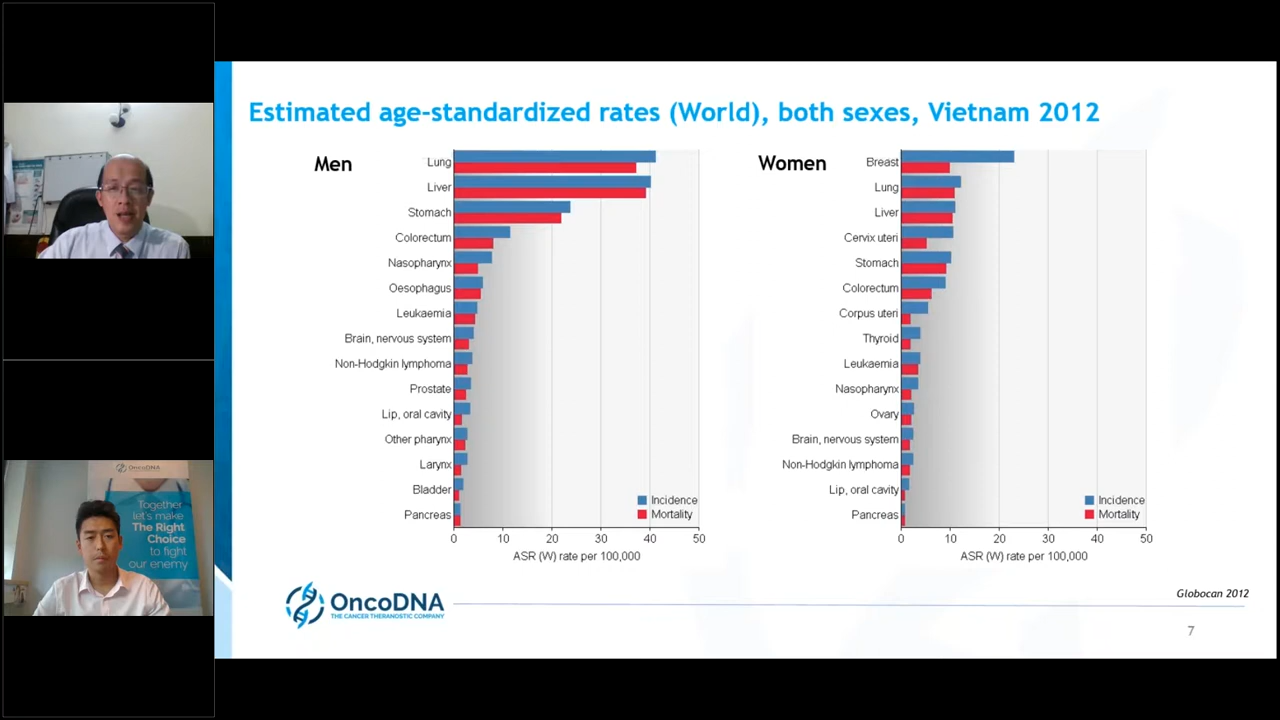 Estimated age-standardized rates (World), both sexes, Vietnam 2012
Men
Lung
Liver
Stomach
Colorectum
Nasopharynx
Oesophagus
Leukaemia
Brain, nervous system
Non-Hodgkin lymphoma
Prostate
Lip, oral cavity
Other pharynx
Larynx
Bladder
Pancreas
Incidence
Mortality
0 10 20 30 40 50
ASR (W) rate per 100,000
Women
Breast
Lung
Liver
Cervix uteri
Stomach
Colorectum
Corpus uteri
Thyroid
Leukaemia
Nasopharynx
Ovary
Brain, nervous system
Non-Hodgkin lymphoma
Lip, oral cavity
Pancreas
Incidence
Mortality
0 10 20 30 40 50
ASR (W) rate per 100,000
OncoDNA
THE CANCER THERANOSTIC COMPANY
Globocan 2012
7
OncoDNA
Together
let's make
The Right
Choice
to fight
our enemy